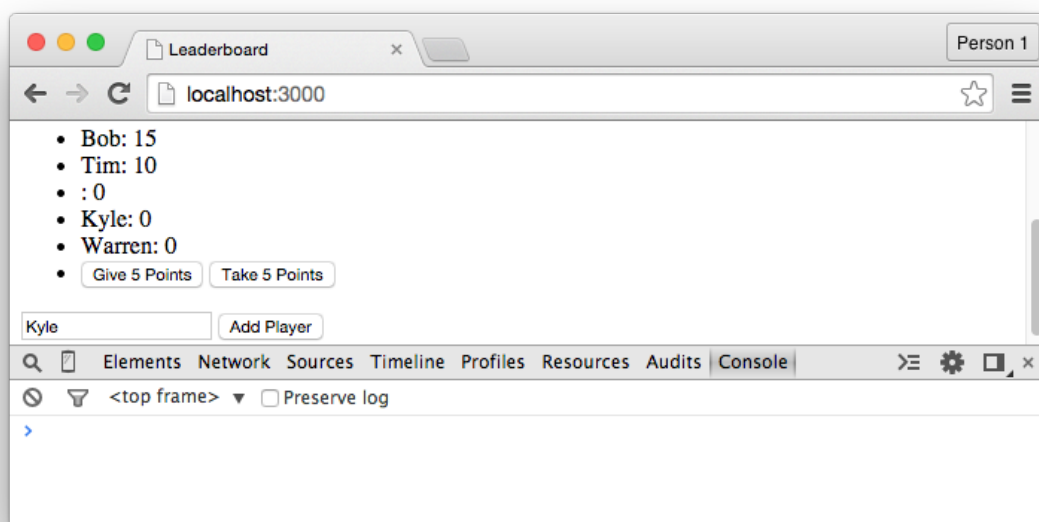 Leaderboard
Person 1
localhost:3000
Bob: 15
Tim: 10
: 0
Kyle: 0
Warren: 0
Give 5 Points Take 5 Points
Kyle Add Player
Elements Network Sources Timeline Profiles Resources Audits Console
<top frame> Preserve log